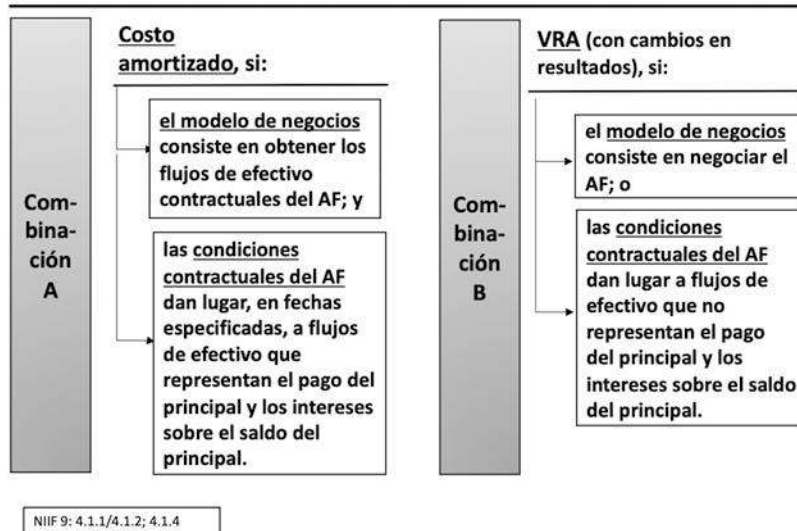 Com-
bina-
ción
A
Costo
amortizado, si:
el modelo de negocios
consiste en obtener los
flujos de efectivo
contractuales del AF; y
las condiciones
contractuales del AF
dan lugar, en fechas
especificadas, a flujos
de efectivo que
representan el pago del
principal y los intereses
sobre el saldo del
principal.
Com-
bina-
ción
B
VRA (con cambios en
resultados), si:
el modelo de negocios
consiste en negociar el
AF; o
las condiciones
contractuales del AF
dan lugar a flujos de
efectivo que no
representan el pago
del principal y los
intereses sobre el saldo
del principal.
NIIF 9: 4.1.1/4.1.2; 4.1.4